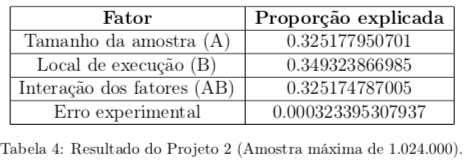 Fator Proporção explicada
Tamanho da amostra (A) 0.325177950701
Local de execução (B) 0.349323866985
Interação dos fatores (AB) 0.325174787005
Erro experimental 0.000323395307937
Tabela 4: Resultado do Projeto 2 (Amostra máxima de 1.024.000).